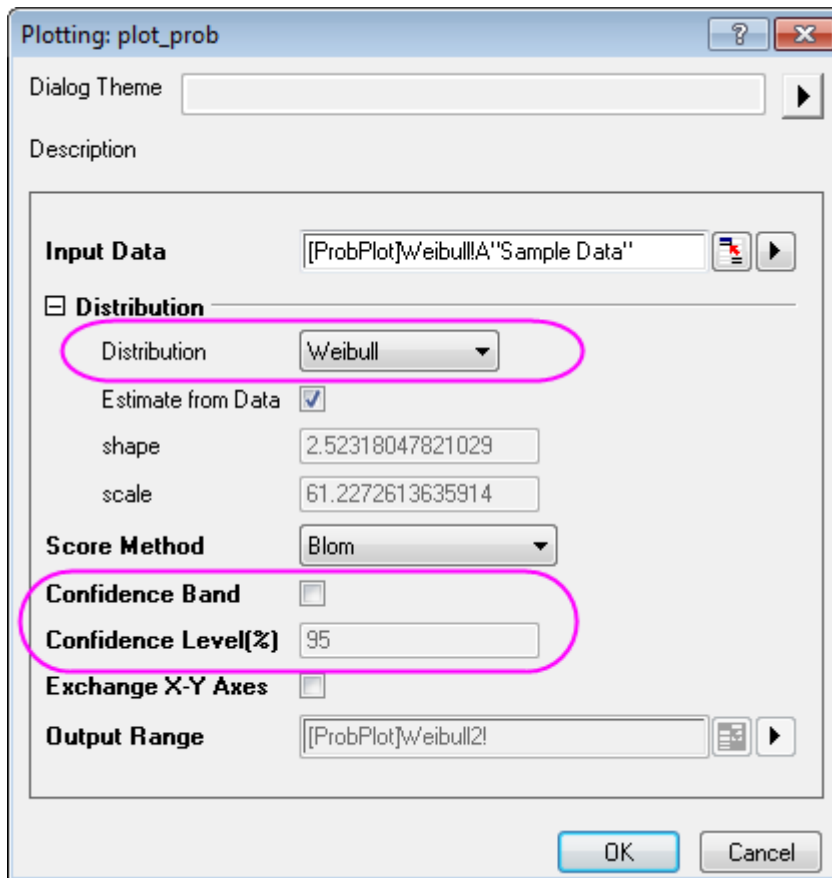 Plotting: plot_prob
Dialog Theme
Description
Input Data [ProbPlot]Weibull!A"Sample Data"
Distribution
Distribution Weibull
Estimate from Data
shape 2.52318047821029
scale 61.2272613635914
Score Method Blom
Confidence Band
Confidence Level(%) 95
Exchange X-Y Axes
Output Range [ProbPlot]Weibull2!
OK Cancel